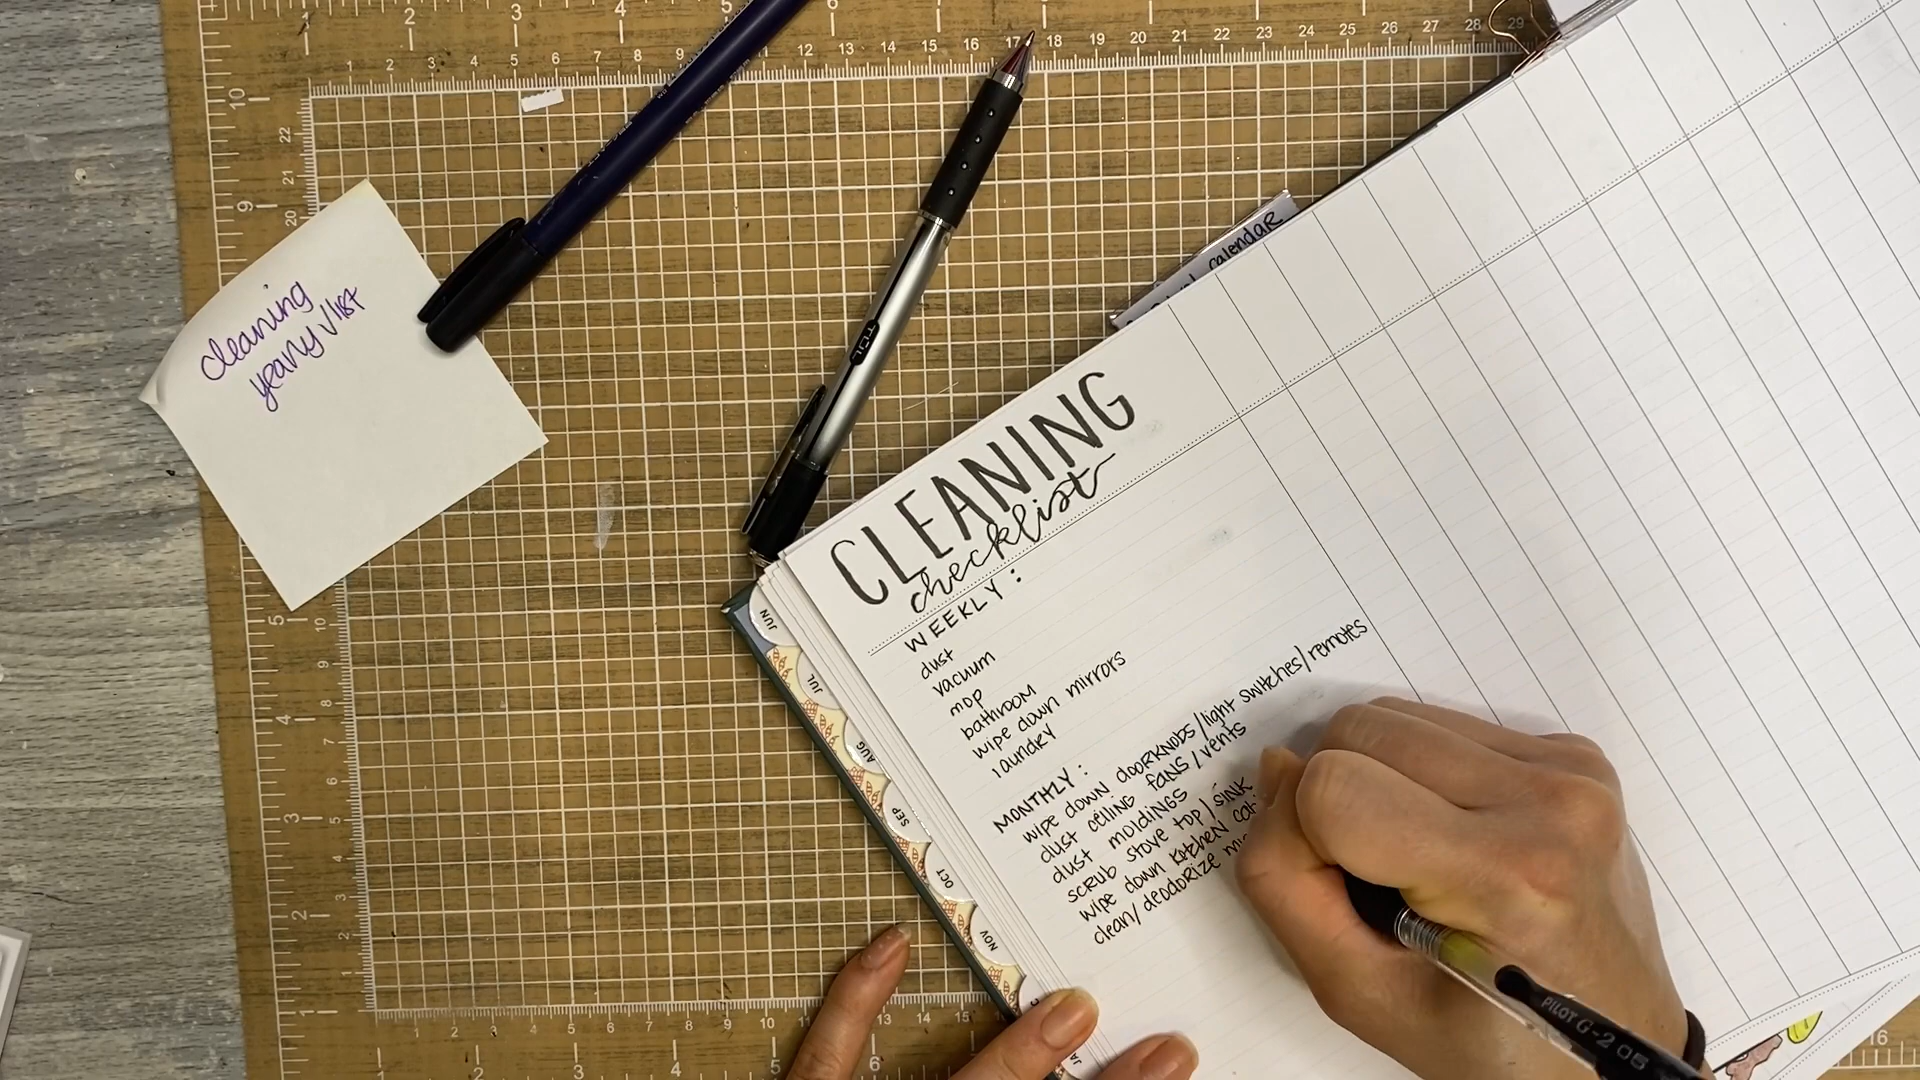 cleaning
yearly √list
calendar
CLEANING
checklist
WEEKLY:
dust
vacuum
mop
bathroom
wipe down mirrors
laundry
MONTHLY:
wipe down doorknobs/light switches/remotes
dust ceiling fans/vents
dust moldings
scrub stove top/sink
wipe down kitchen
clean/deodorize
JUN
JUL
AUG
SEP
OCT
NOV
PILOT G-2 05